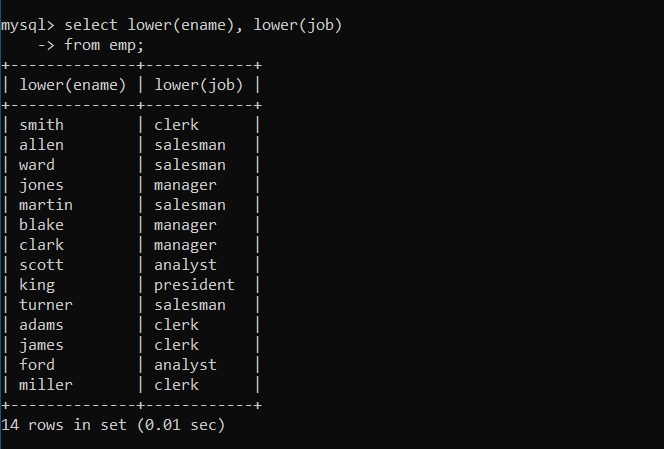 mysql> select lower(ename), lower(job)
    -> from emp;
+--------------+------------+
| lower(ename) | lower(job) |
+--------------+------------+
| smith        | clerk      |
| allen        | salesman   |
| ward         | salesman   |
| jones        | manager    |
| martin       | salesman   |
| blake        | manager    |
| clark        | manager    |
| scott        | analyst    |
| king         | president  |
| turner       | salesman   |
| adams        | clerk      |
| james        | clerk      |
| ford         | analyst    |
| miller       | clerk      |
+--------------+------------+
14 rows in set (0.01 sec)